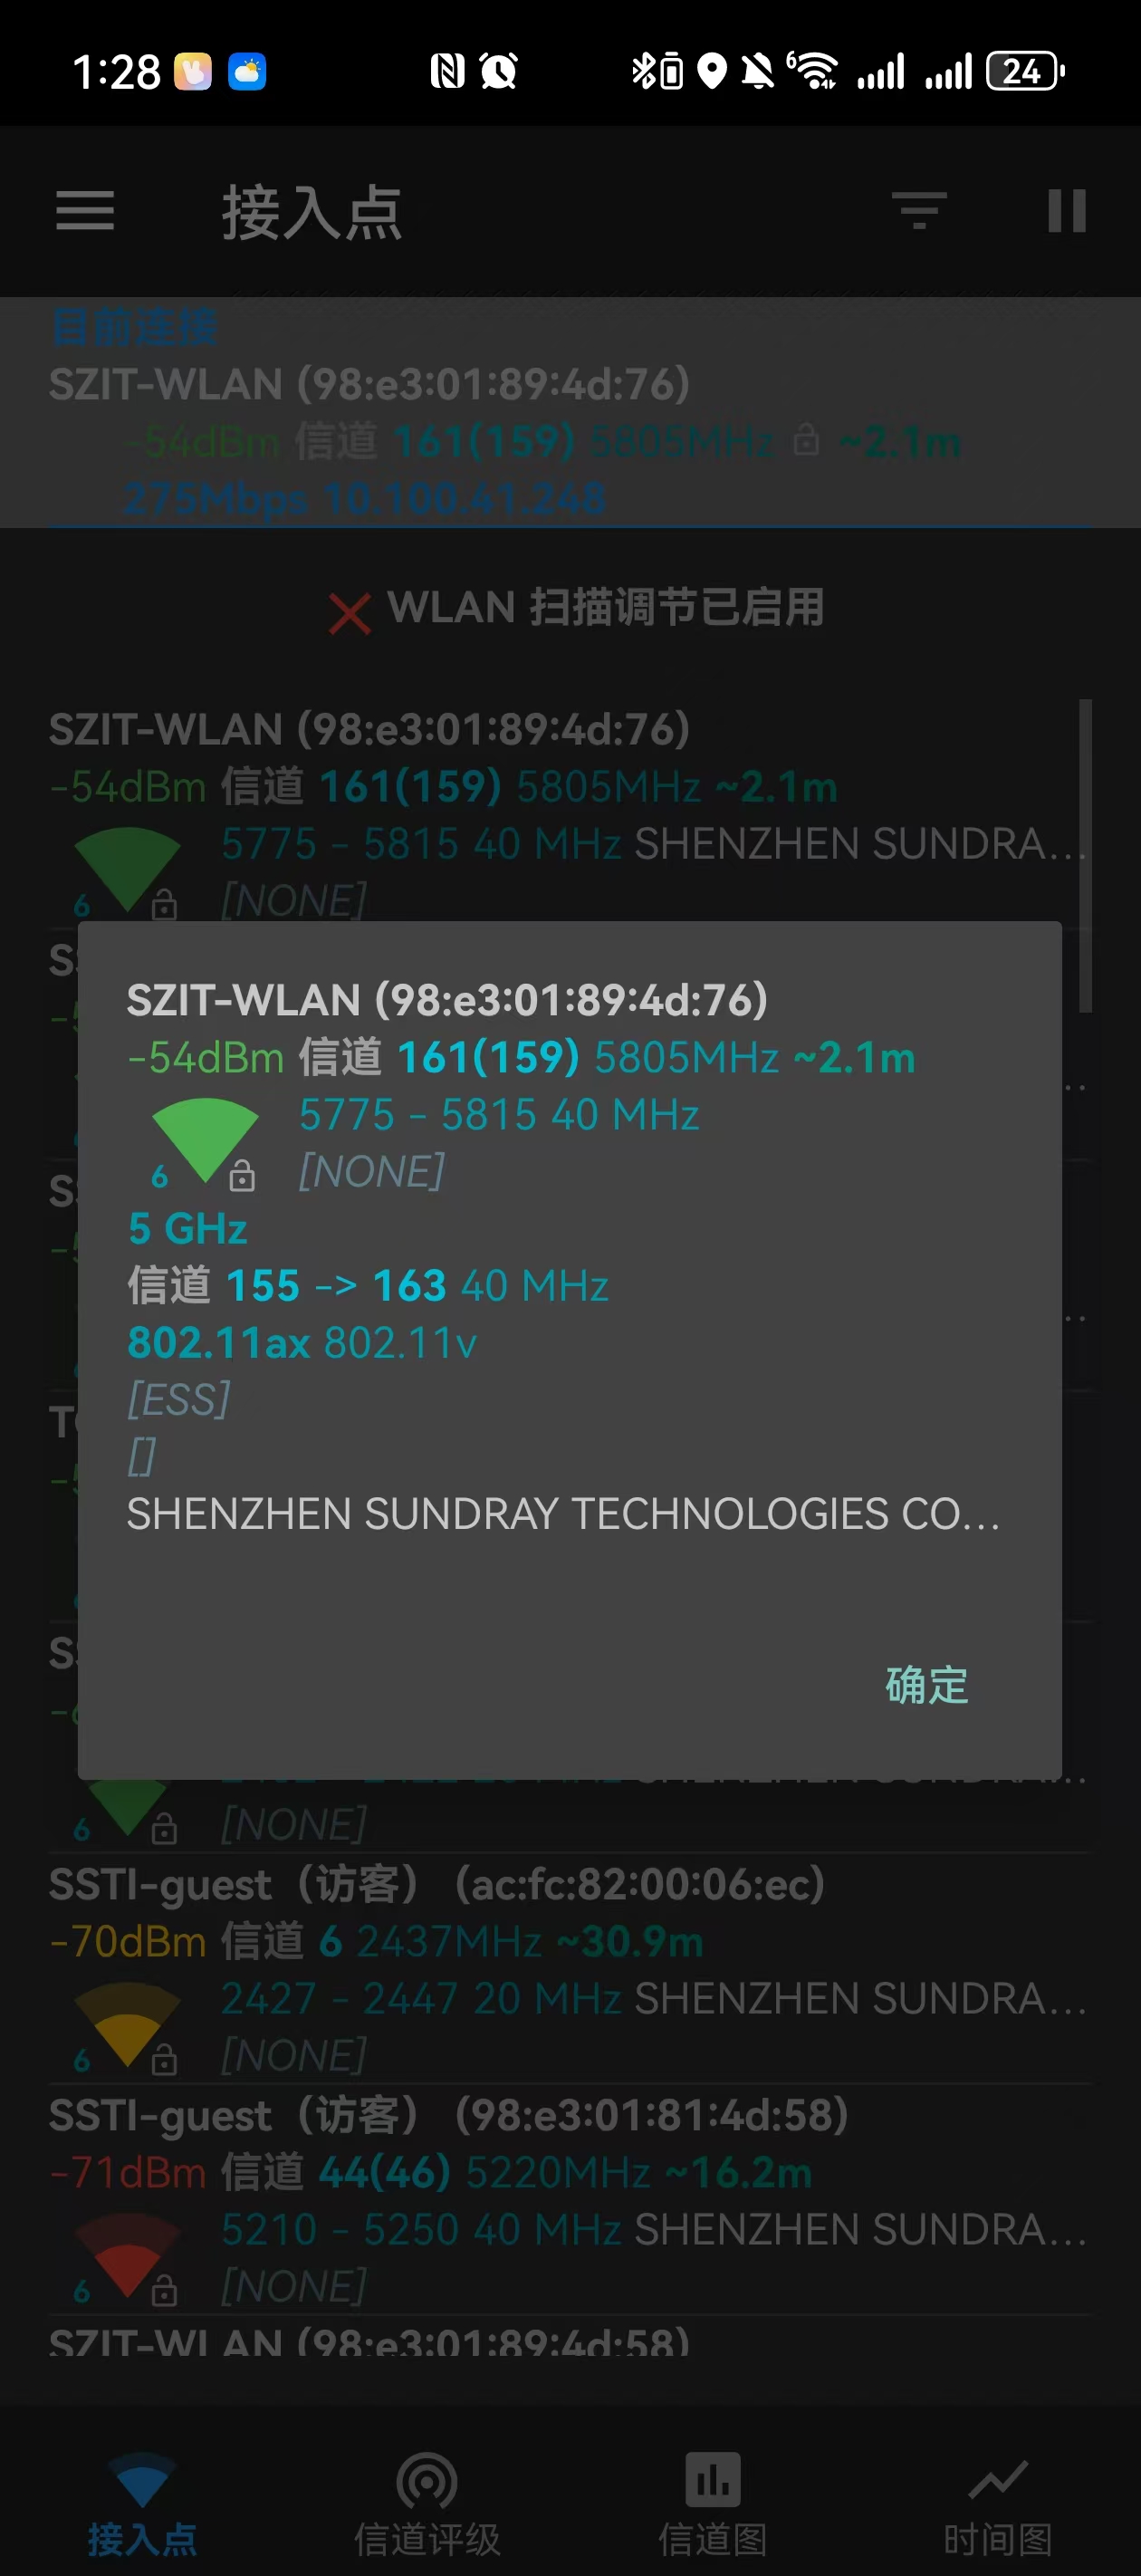 1:28
6
24
接入点
目前连接
SZIT-WLAN (98:e3:01:89:4d:76)
-54dBm 信道 161(159) 5805MHz ~2.1m
275Mbps 10.100.41.248
WLAN 扫描调节已启用
SZIT-WLAN (98:e3:01:89:4d:76)
-54dBm 信道 161(159) 5805MHz ~2.1m
5775 - 5815 40 MHz SHENZHEN SUNDRA...
6 [NONE]
SZIT-WLAN (98:e3:01:89:4d:76)
-54dBm 信道 161(159) 5805MHz ~2.1m
5775 - 5815 40 MHz
6 [NONE]
5 GHz
信道 155 -> 163 40 MHz
802.11ax 802.11v
[ESS]
[]
SHENZHEN SUNDRAY TECHNOLOGIES CO...
确定
6 [NONE]
SSTI-guest（访客） (ac:fc:82:00:06:ec)
-70dBm 信道 6 2437MHz ~30.9m
2427 - 2447 20 MHz SHENZHEN SUNDRA...
6 [NONE]
SSTI-guest（访客） (98:e3:01:81:4d:58)
-71dBm 信道 44(46) 5220MHz ~16.2m
5210 - 5250 40 MHz SHENZHEN SUNDRA...
6 [NONE]
SZIT-WLAN (98:e3:01:89:4d:58)
接入点 信道评级 信道图 时间图